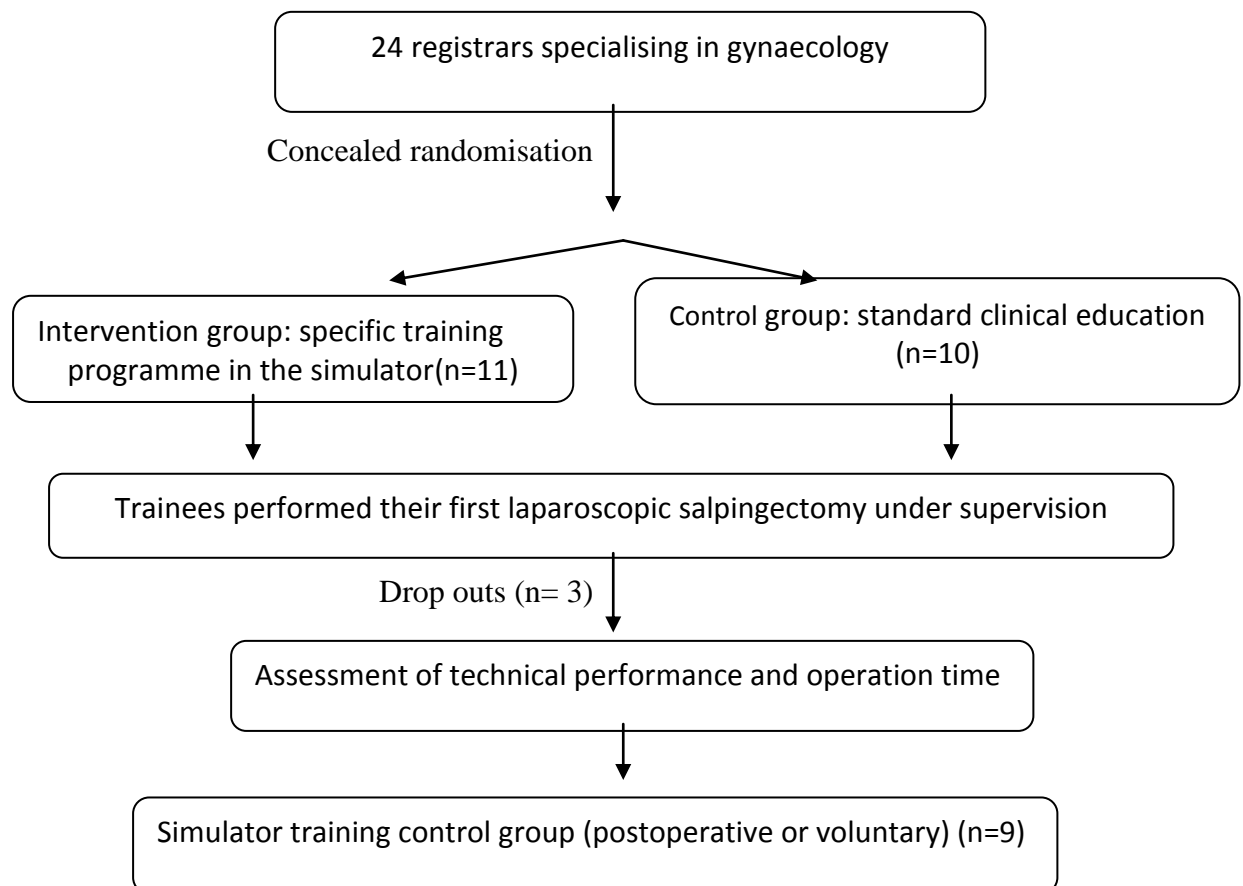 24 registrars specialising in gynaecology
Concealed randomisation
Intervention group: specific training
programme in the simulator(n=11)
Control group: standard clinical education
(n=10)
Trainees performed their first laparoscopic salpingectomy under supervision
Drop outs (n= 3)
Assessment of technical performance and operation time
Simulator training control group (postoperative or voluntary) (n=9)